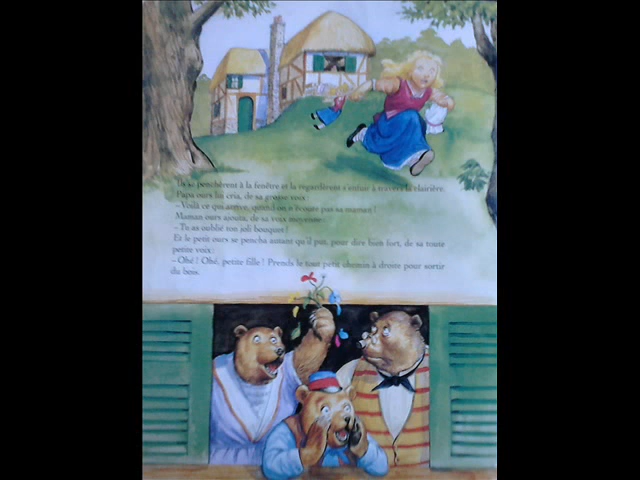 Ils se penchèrent à la fenêtre et la regardèrent s'enfuir à travers la clairière.
Papa ours lui cria, de sa grosse voix :
– Voilà ce qui arrive, quand on n'écoute pas sa maman !
Maman ours ajouta, de sa voix moyenne :
– Tu as oublié ton joli bouquet !
Et le petit ours se pencha autant qu'il put, pour dire bien fort, de sa toute
petite voix :
– Ohé ! Ohé, petite fille ! Prends le tout petit chemin à droite pour sortir
du bois.